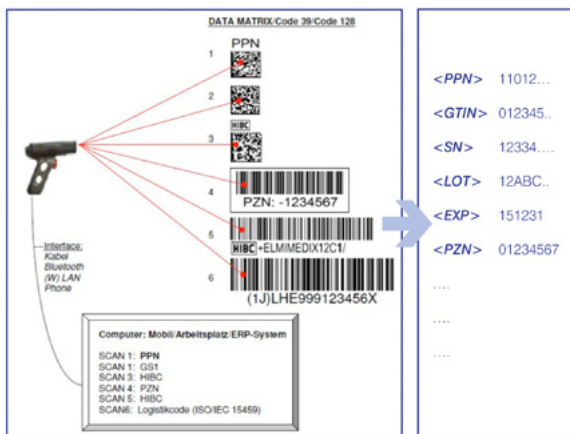 DATA MATRIX/Code 39/Code 128
PPN
1
2
HIBC
3
4
PZN: -1234567
5
HIBC +ELMIMEDIX12C1/
6
(1J)LHE999123456X
Interface:
Kabel
Bluetooth
(W) LAN
Phone
Computer: Mobil/Arbeitsplatz/ERP-System
SCAN 1: PPN
SCAN 1: GS1
SCAN 3: HIBC
SCAN 4: PZN
SCAN 5: HIBC
SCAN6: Logistikcode (ISO/IEC 15459)
<PPN> 11012...
<GTIN> 012345..
<SN> 12334....
<LOT> 12ABC..
<EXP> 151231
<PZN> 01234567
....
....
....